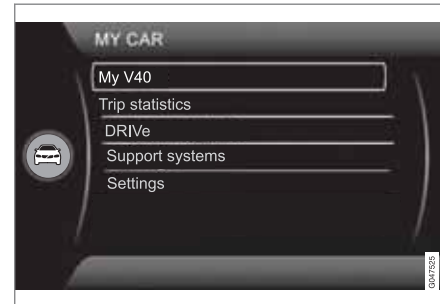 MY CAR
My V40
Trip statistics
DRIVe
Support systems
Settings
G047525